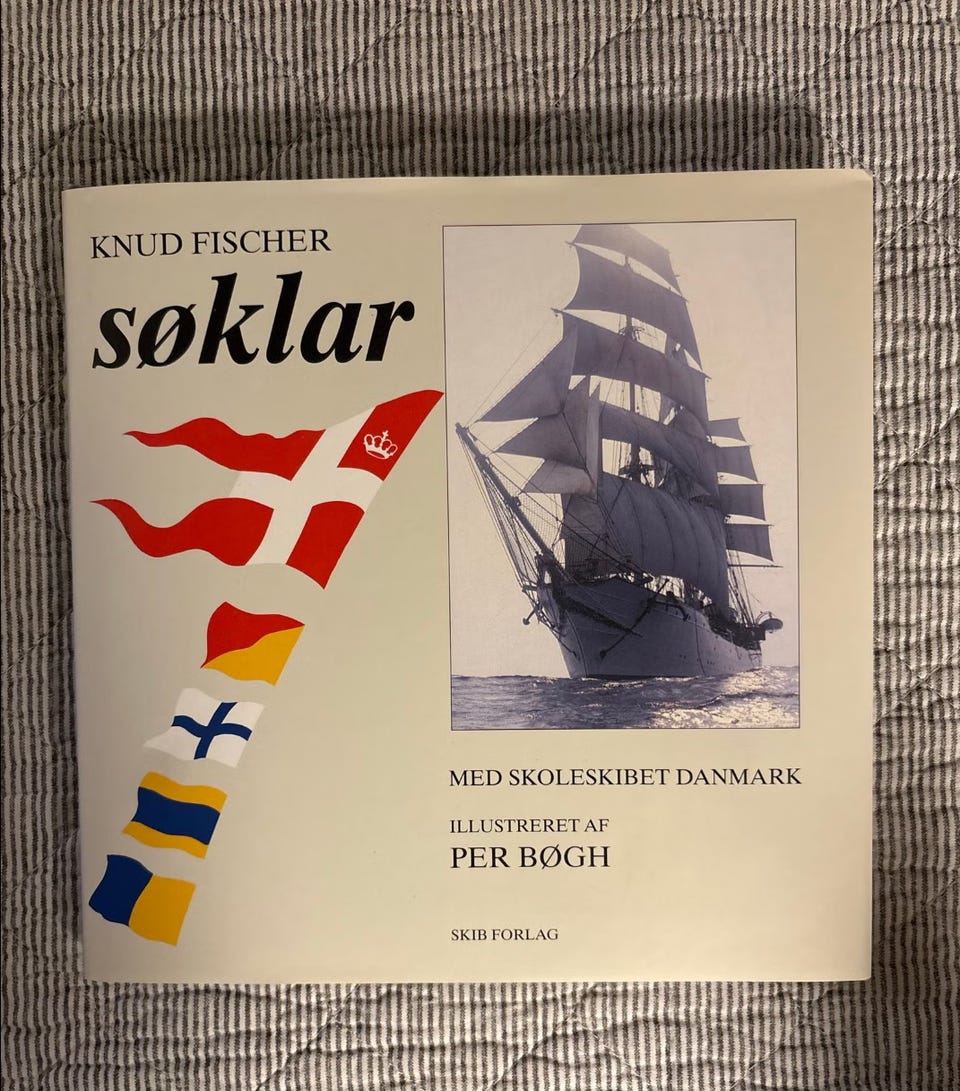 KNUD FISCHER
søklar
MED SKOLESKIBET DANMARK
ILLUSTRERET AF
PER BØGH
SKIB FORLAG